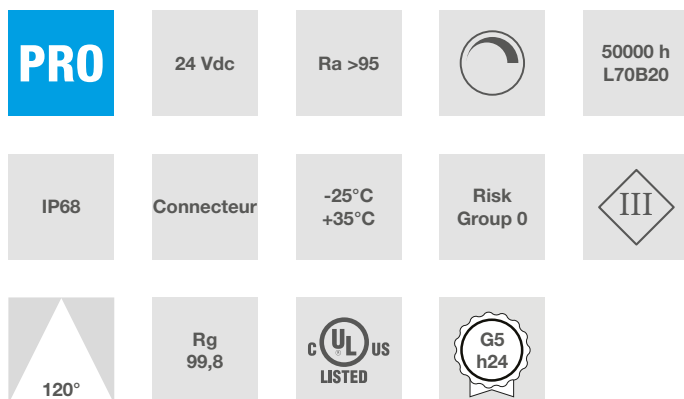 PRO
24 Vdc
Ra >95
50000 h
L70B20
IP68
Connecteur
-25°C
+35°C
Risk
Group 0
III
120°
Rg
99,8
C UL US
®
LISTED
G5
h24